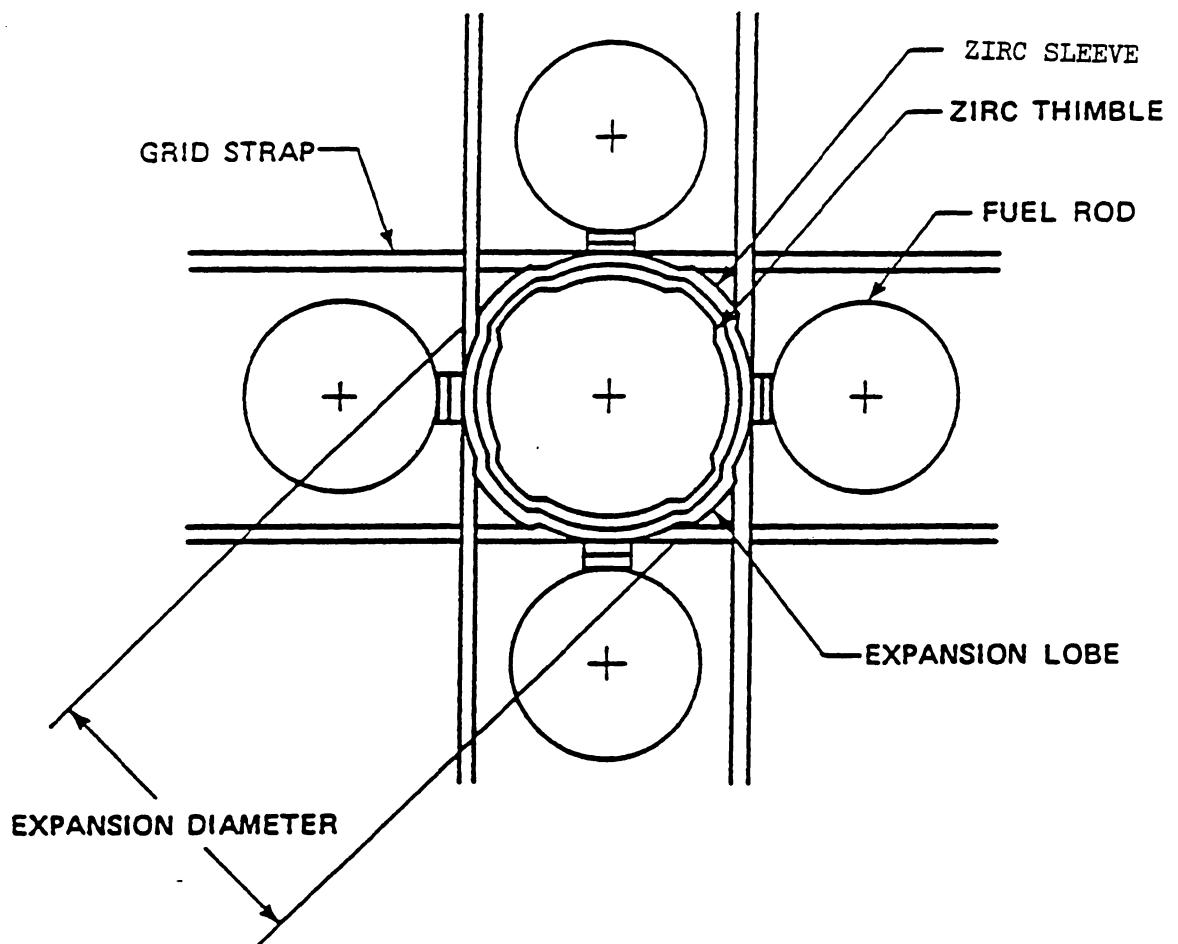 ZIRC SLEEVE
ZIRC THIMBLE
GRID STRAP
FUEL ROD
EXPANSION LOBE
EXPANSION DIAMETER